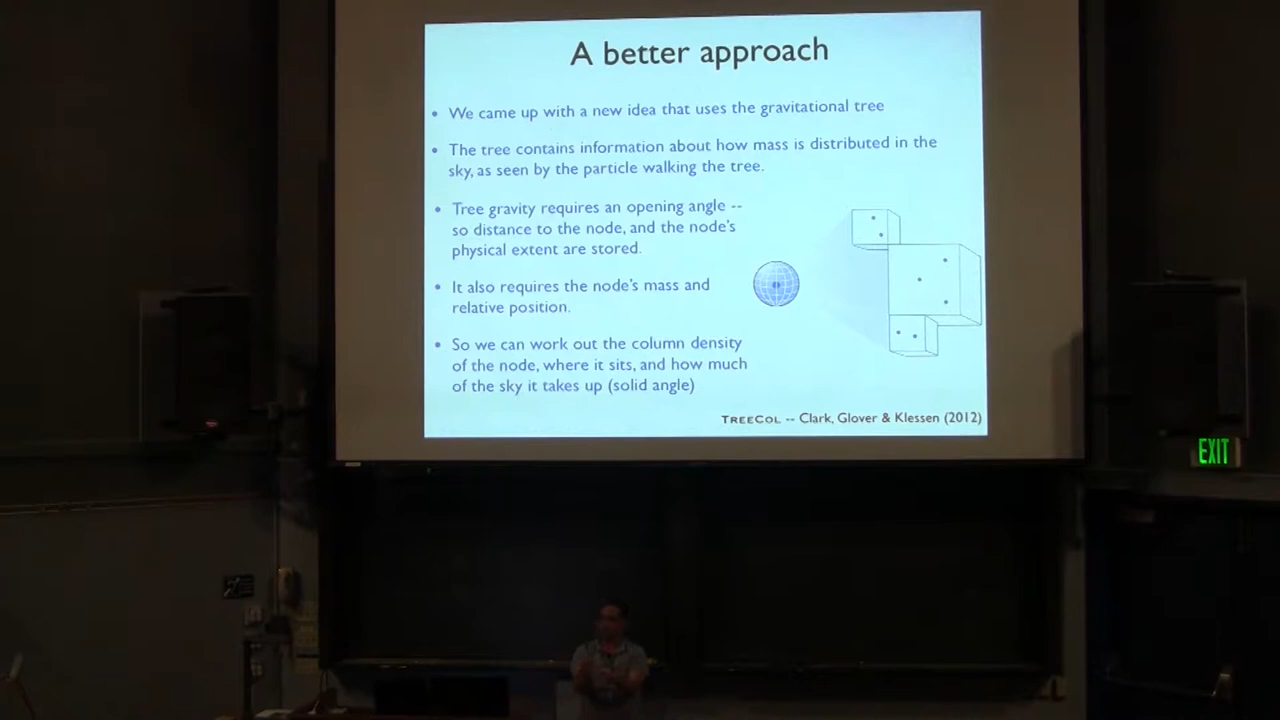 A better approach
• We came up with a new idea that uses the gravitational tree
• The tree contains information about how mass is distributed in the
sky, as seen by the particle walking the tree.
• Tree gravity requires an opening angle --
so distance to the node, and the node's
physical extent are stored.
• It also requires the node's mass and
relative position.
• So we can work out the column density
of the node, where it sits, and how much
of the sky it takes up (solid angle)
TREECOL -- Clark, Glover & Klessen (2012)
EXIT